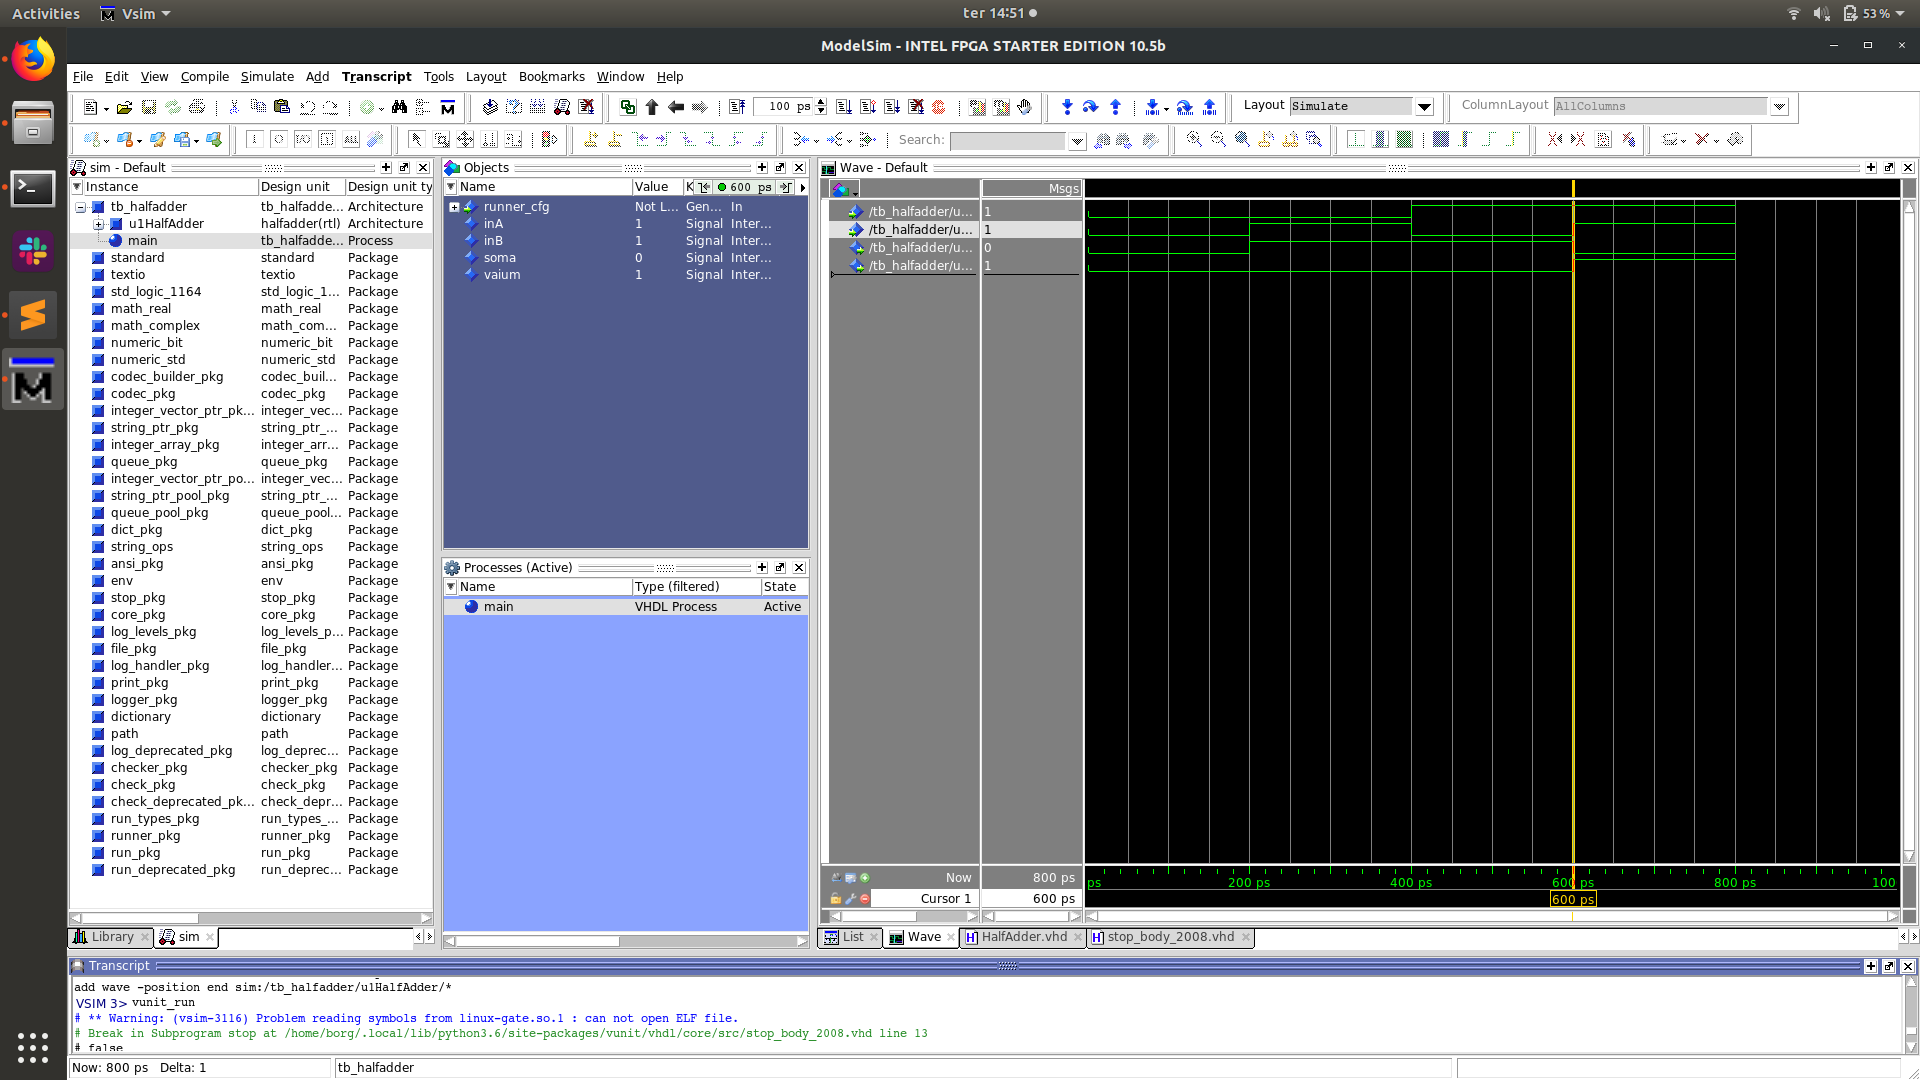 Activities Vsim ter 14:51 53%
ModelSim - INTEL FPGA STARTER EDITION 10.5b
File Edit View Compile Simulate Add Transcript Tools Layout Bookmarks Window Help
100 ps Layout Simulate ColumnLayout AllColumns
Search:
sim - Default
Instance Design unit Design unit ty
tb_halfadder tb_halfadde... Architecture
u1HalfAdder halfadder(rtl) Architecture
main tb_halfadde... Process
standard standard Package
textio textio Package
std_logic_1164 std_logic_1... Package
math_real math_real Package
math_complex math_com... Package
numeric_bit numeric_bit Package
numeric_std numeric_std Package
codec_builder_pkg codec_buil... Package
codec_pkg codec_pkg Package
integer_vector_ptr_pk... integer_vec... Package
string_ptr_pkg string_ptr_... Package
integer_array_pkg integer_arr... Package
queue_pkg queue_pkg Package
integer_vector_ptr_po... integer_vec... Package
string_ptr_pool_pkg string_ptr_... Package
queue_pool_pkg queue_pool... Package
dict_pkg dict_pkg Package
string_ops string_ops Package
ansi_pkg ansi_pkg Package
env env Package
stop_pkg stop_pkg Package
core_pkg core_pkg Package
log_levels_pkg log_levels_p... Package
file_pkg file_pkg Package
log_handler_pkg log_handler... Package
print_pkg print_pkg Package
logger_pkg logger_pkg Package
dictionary dictionary Package
path path Package
log_deprecated_pkg log_deprec... Package
checker_pkg checker_pkg Package
check_pkg check_pkg Package
check_deprecated_pk... check_depr... Package
run_types_pkg run_types_... Package
runner_pkg runner_pkg Package
run_pkg run_pkg Package
run_deprecated_pkg run_deprec... Package
Library sim
Objects
Name Value K 600 ps
runner_cfg Not L... Gen... In
inA 1 Signal Inter...
inB 1 Signal Inter...
soma 0 Signal Inter...
vaium 1 Signal Inter...
Processes (Active)
Name Type (filtered) State
main VHDL Process Active
Wave - Default
Msgs
/tb_halfadder/u... 1
/tb_halfadder/u... 1
/tb_halfadder/u... 0
/tb_halfadder/u... 1
Now 800 ps ps 200 ps 400 ps 600 ps 800 ps 100
Cursor 1 600 ps 600 ps
List Wave HalfAdder.vhd stop_body_2008.vhd
Transcript
add wave -position end sim:/tb_halfadder/u1HalfAdder/*
VSIM 3> vunit_run
# ** Warning: (vsim-3116) Problem reading symbols from linux-gate.so.1 : can not open ELF file.
# Break in Subprogram stop at /home/borg/.local/lib/python3.6/site-packages/vunit/vhdl/core/src/stop_body_2008.vhd line 13
# false
Now: 800 ps Delta: 1 tb_halfadder